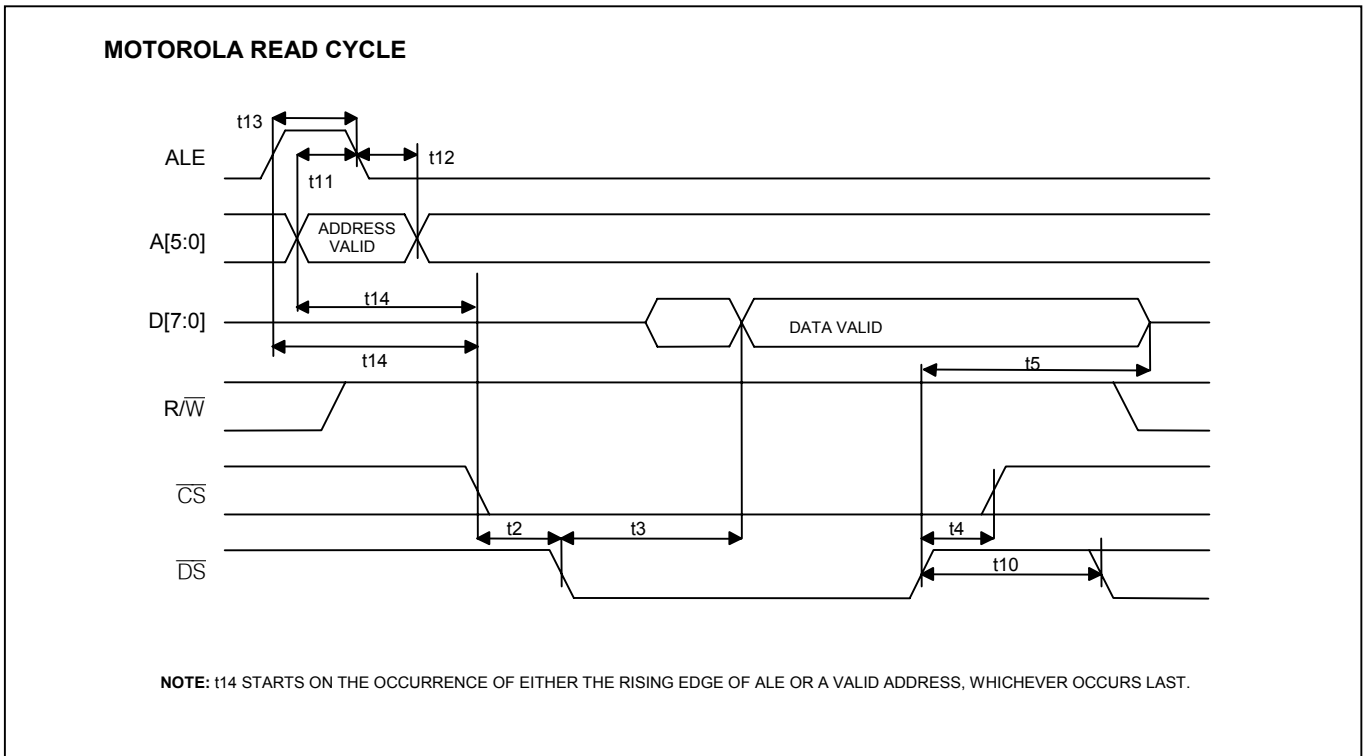 MOTOROLA READ CYCLE
t13
ALE
t12
t11
A[5:0]
ADDRESS
VALID
t14
D[7:0]
DATA VALID
t14
t5
R/W̅
C̅S̅
t2
t3
t4
D̅S̅
t10
NOTE: t14 STARTS ON THE OCCURRENCE OF EITHER THE RISING EDGE OF ALE OR A VALID ADDRESS, WHICHEVER OCCURS LAST.